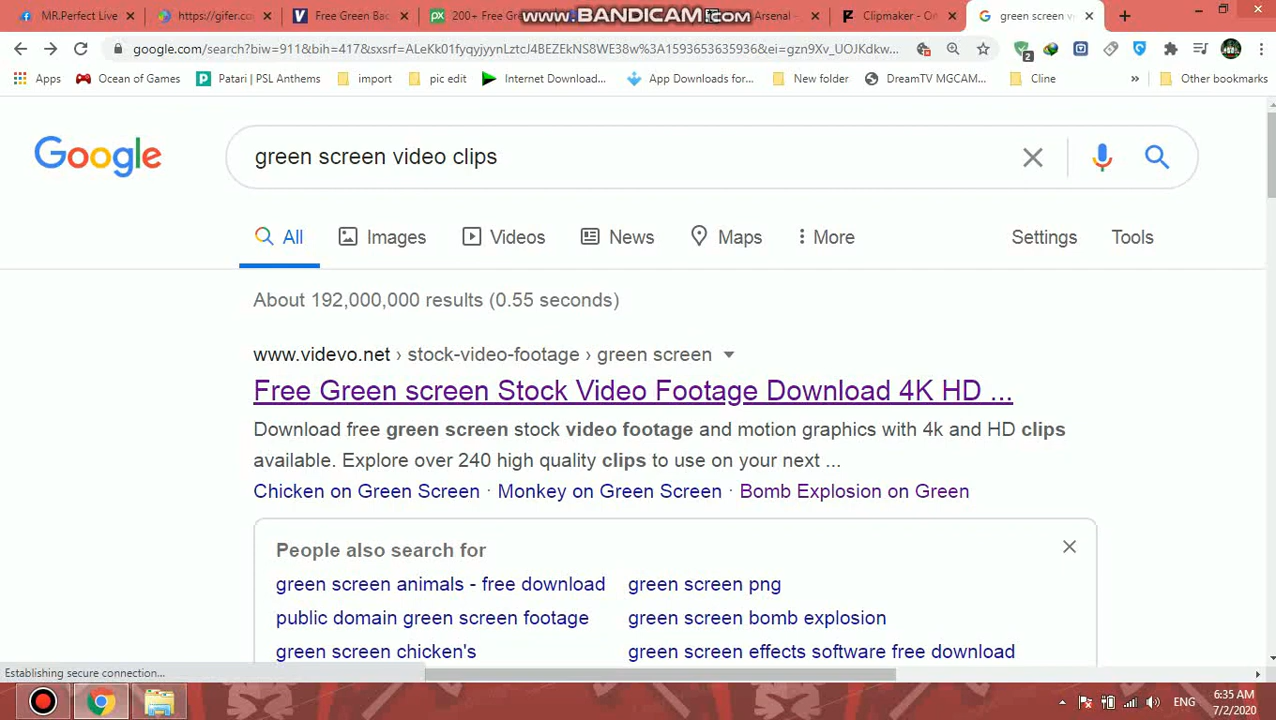 MR.Perfect Live
https://gifer.co
Free Green Bac
200+ Free Gr
www.BANDICAM.com
Arsenal -
Clipmaker - O
green screen v
google.com/search?biw=911&bih=417&sxsrf=ALeKK01fyqyjyynLztcJ4BEZEkNS8WE38w%3A1593653635936&ei=gzn9Xv_UOJKdkw...
Apps
Ocean of Games
Patari | PSL Anthems
import
pic edit
Internet Download...
App Downloads for...
New folder
DreamTV MGCAM...
Cline
»
Other bookmarks
Google
green screen video clips
All
Images
Videos
News
Maps
More
Settings
Tools
About 192,000,000 results (0.55 seconds)
www.videvo.net › stock-video-footage › green screen
Free Green screen Stock Video Footage Download 4K HD ...
Download free green screen stock video footage and motion graphics with 4k and HD clips
available. Explore over 240 high quality clips to use on your next ...
Chicken on Green Screen · Monkey on Green Screen · Bomb Explosion on Green
People also search for
green screen animals - free download
green screen png
public domain green screen footage
green screen bomb explosion
green screen chicken's
green screen effects software free download
Establishing secure connection...
ENG
6:35 AM
7/2/2020